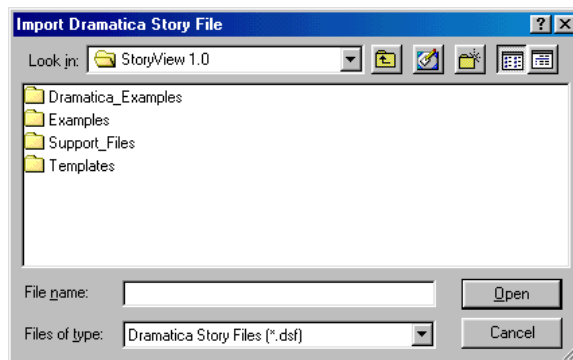 Import Dramatica Story File
Look in: StoryView 1.0
Dramatica_Examples
Examples
Support_Files
Templates
File name: Open
Files of type: Dramatica Story Files (*.dsf) Cancel